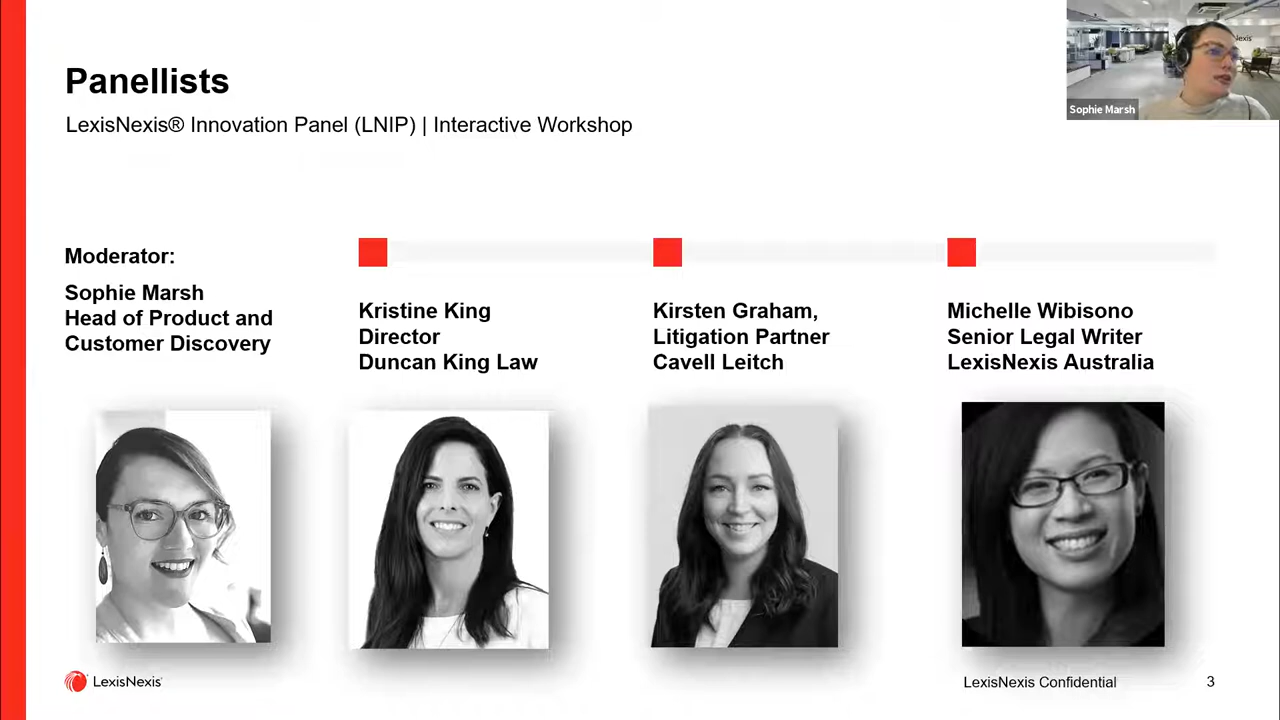 Panellists
LexisNexis® Innovation Panel (LNIP) | Interactive Workshop
Sophie Marsh
Moderator:
Sophie Marsh
Head of Product and
Customer Discovery
Kristine King
Director
Duncan King Law
Kirsten Graham,
Litigation Partner
Cavell Leitch
Michelle Wibisono
Senior Legal Writer
LexisNexis Australia
LexisNexis
LexisNexis Confidential
3